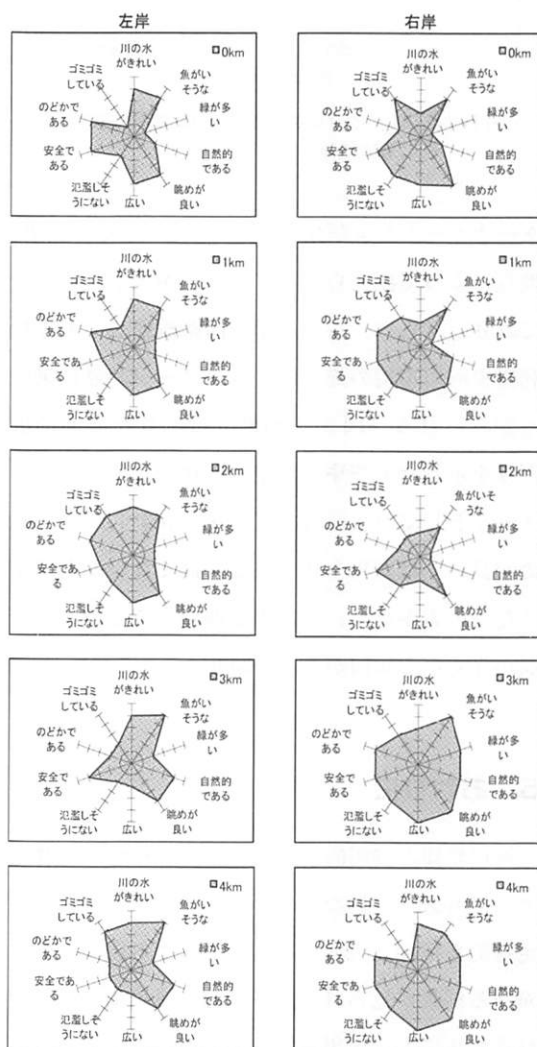 左岸
右岸
0km
川の水
がきれい
魚がい
そうな
緑が多
い
自然的
である
眺めが
良い
広い
氾濫しそ
うにない
安全で
ある
のどかで
ある
ゴミゴミ
している
0km
川の水
がきれい
魚がい
そうな
緑が多
い
自然的
である
眺めが
良い
広い
氾濫しそ
うにない
安全で
ある
のどかで
ある
ゴミゴミ
している
1km
川の水
がきれい
魚がい
そうな
緑が多
い
自然的
である
眺めが
良い
広い
氾濫しそ
うにない
安全であ
る
のどかで
ある
ゴミゴミ
している
1km
川の水
がきれい
魚がい
そうな
緑が多
い
自然的
である
眺めが
良い
広い
氾濫しそ
うにない
安全であ
る
のどかで
ある
ゴミゴミ
している
2km
川の水
がきれい
魚がい
そうな
緑が多
い
自然的
である
眺めが
良い
広い
氾濫しそ
うにない
安全であ
る
のどかで
ある
ゴミゴミ
している
2km
川の水
がきれい
魚がいそ
うな
緑が多
い
自然的
である
眺めが
良い
広い
氾濫しそ
うにない
安全であ
る
のどかで
ある
ゴミゴミ
している
3km
川の水
がきれい
魚がい
そうな
緑が多
い
自然的
である
眺めが
良い
広い
氾濫しそ
うにない
安全で
ある
のどかで
ある
ゴミゴミ
している
3km
川の水
がきれい
魚がい
そうな
緑が多
い
自然的
である
眺めが
良い
広い
氾濫しそ
うにない
安全で
ある
のどかで
ある
ゴミゴミ
している
4km
川の水
がきれい
魚がい
そうな
緑が多
い
自然的
である
眺めが
良い
広い
氾濫しそ
うにない
安全であ
る
のどかで
ある
ゴミゴミ
している
4km
川の水
がきれい
魚がい
そうな
緑が多
い
自然的
である
眺めが
良い
広い
氾濫しそ
うにない
安全であ
る
のどかで
ある
ゴミゴミ
している